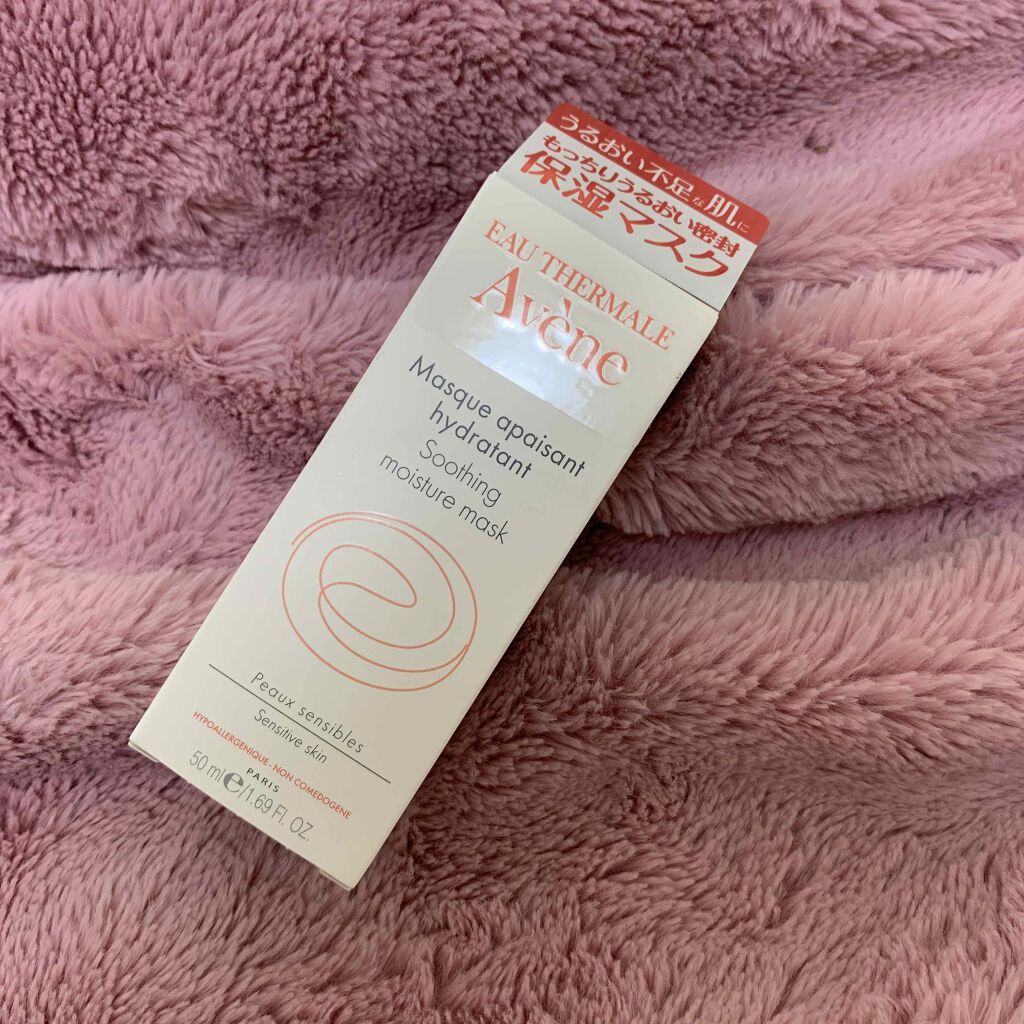 うるおい不足な肌に
もっちりうるおい密封
保湿マスク
EAU THERMALE
Avène
Masque apaisant
hydratant
Soothing
moisture mask
Peaux sensibles
Sensitive skin
HYPOALLERGENIQUE - NON COMEDOGENE
PARIS
50 ml e/1.69 Fl. OZ.